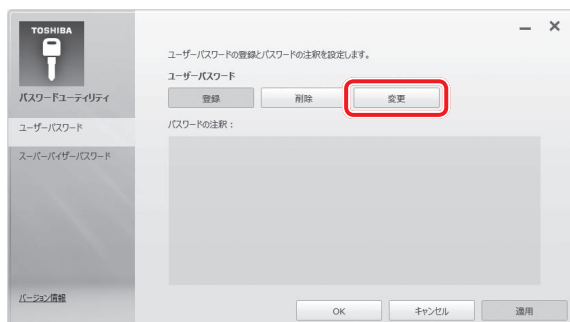 TOSHIBA
パスワードユーティリティ
ユーザーパスワード
スーパーバイザーパスワード
バージョン情報
ユーザーパスワードの登録とパスワードの注釈を設定します。
ユーザーパスワード
登録
削除
変更
パスワードの注釈：
OK
キャンセル
適用